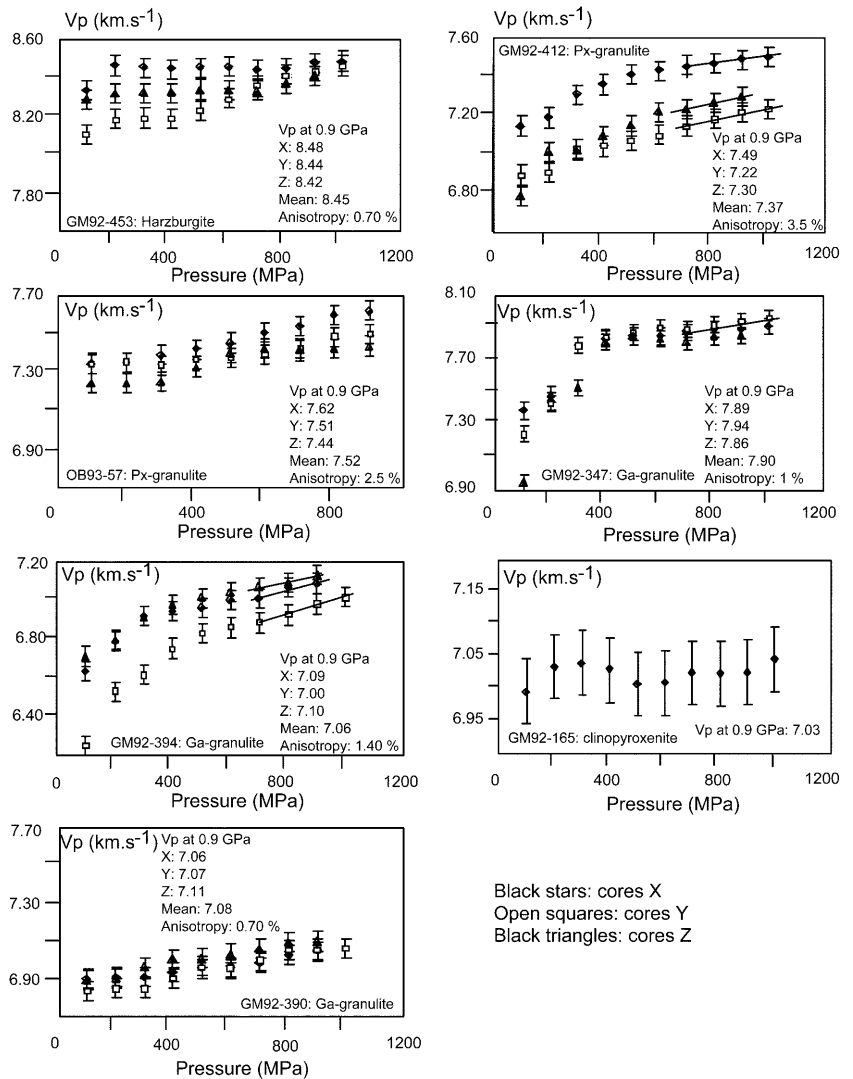 Vp (km.s-1)
8.60
8.20
7.80
Vp at 0.9 GPa
X: 8.48
Y: 8.44
Z: 8.42
Mean: 8.45
Anisotropy: 0.70 %
GM92-453: Harzburgite
0 400 800 1200
Pressure (MPa)
Vp (km.s-1)
7.60
7.20
6.80
GM92-412: Px-granulite
Vp at 0.9 GPa
X: 7.49
Y: 7.22
Z: 7.30
Mean: 7.37
Anisotropy: 3.5 %
0 400 800 1200
Pressure (MPa)
7.70
7.30
6.90
Vp (km.s-1)
Vp at 0.9 GPa
X: 7.62
Y: 7.51
Z: 7.44
Mean: 7.52
Anisotropy: 2.5 %
OB93-57: Px-granulite
0 200 400 600 800
Pressure (MPa)
8.10
7.70
7.30
6.90
Vp (km.s-1)
Vp at 0.9 GPa
X: 7.89
Y: 7.94
Z: 7.86
Mean: 7.90
Anisotropy: 1 %
GM92-347: Ga-granulite
0 400 800 1200
Pressure (MPa)
7.20
6.80
6.40
Vp (km.s-1)
Vp at 0.9 GPa
X: 7.09
Y: 7.00
Z: 7.10
Mean: 7.06
Anisotropy: 1.40 %
GM92-394: Ga-granulite
0 400 800 1200
Pressure (MPa)
7.15
7.05
6.95
Vp (km.s-1)
Vp at 0.9 GPa: 7.03
GM92-165: clinopyroxenite
0 400 800 1200
Pressure (MPa)
7.70
7.30
6.90
Vp (km.s-1)
Vp at 0.9 GPa
X: 7.06
Y: 7.07
Z: 7.11
Mean: 7.08
Anisotropy: 0.70 %
GM92-390: Ga-granulite
0 400 800 1200
Pressure (MPa)
Black stars: cores X
Open squares: cores Y
Black triangles: cores Z